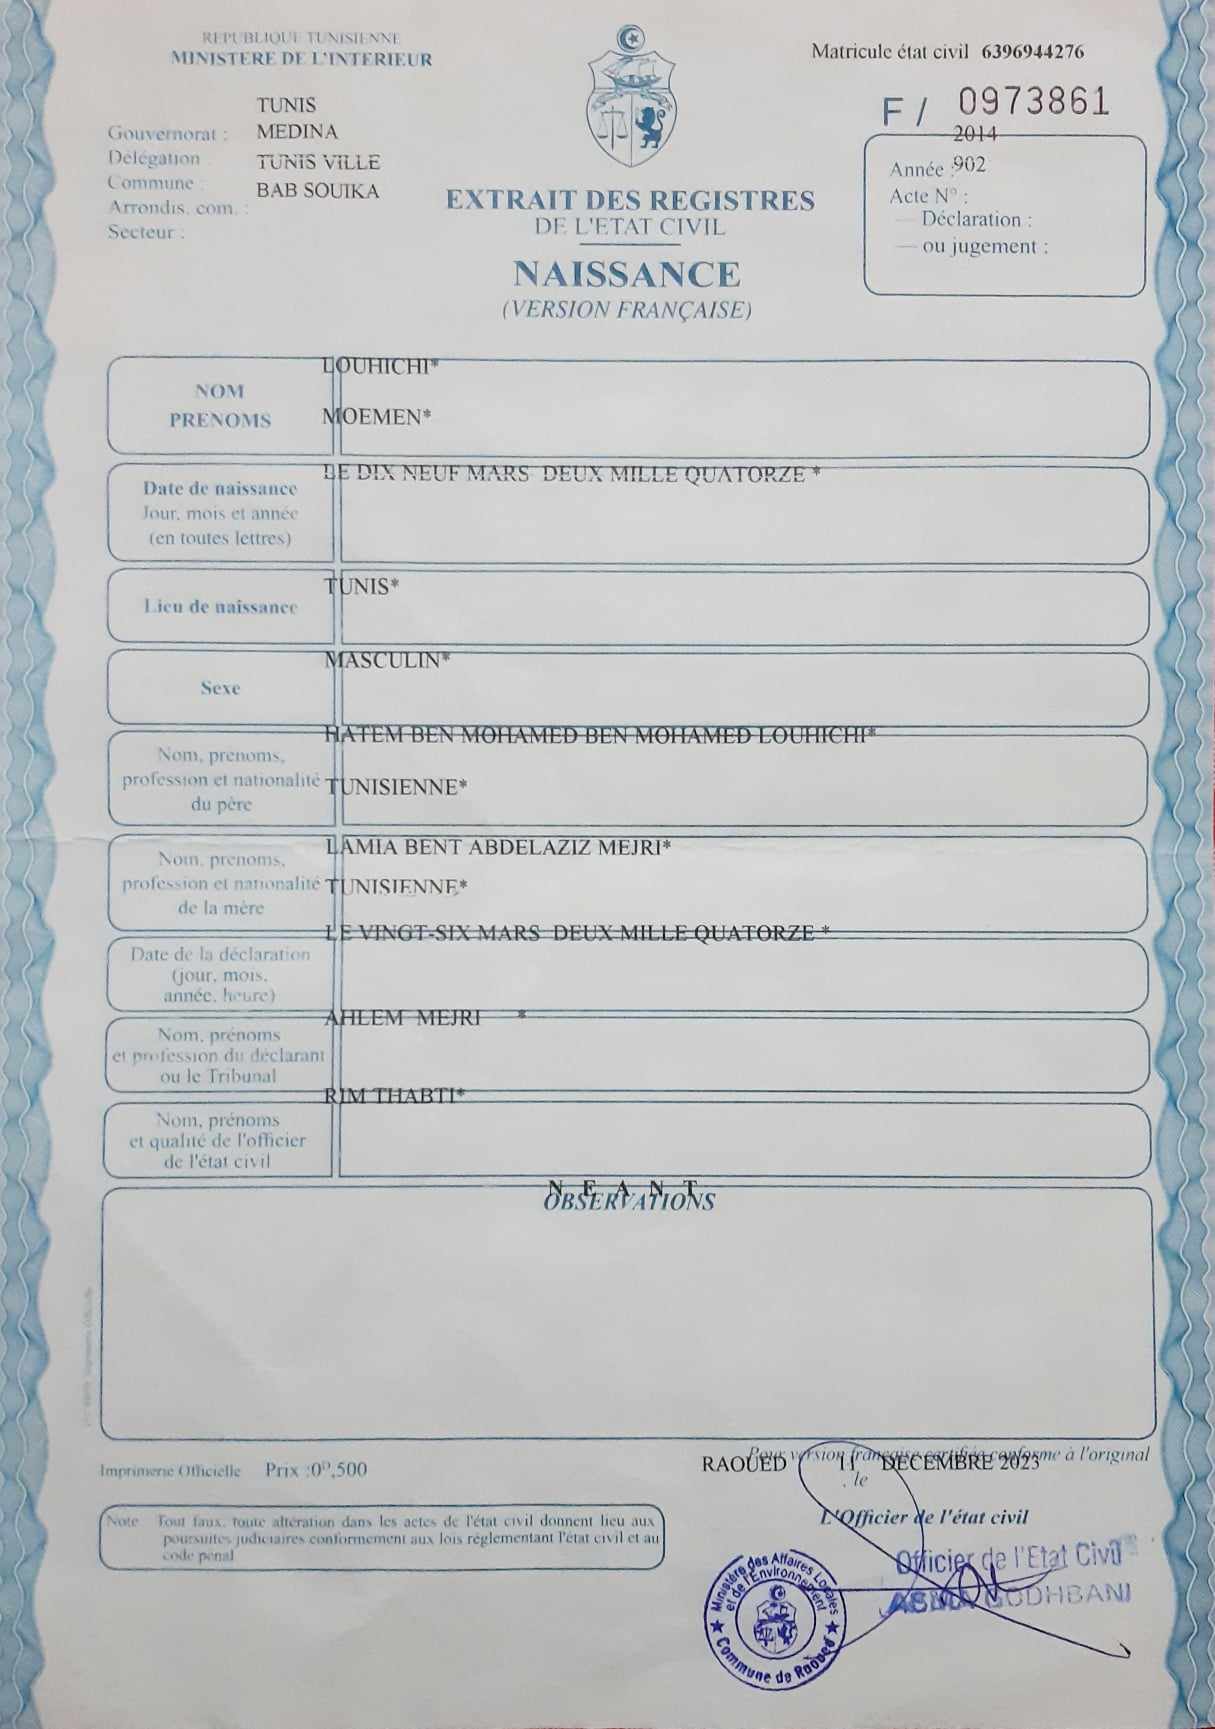 REPUBLIQUE TUNISIENNE
MINISTERE DE L'INTERIEUR
Matricule état civil 6396944276
F / 0973861
TUNIS
Gouvernorat : MEDINA
Délégation TUNIS VILLE
Commune : BAB SOUIKA
Arrondis. com. :
Secteur :
2014
Année : 902
Acte N° :
— Déclaration :
— ou jugement :
EXTRAIT DES REGISTRES
DE L'ETAT CIVIL
NAISSANCE
(VERSION FRANÇAISE)
LOUHICHI*
NOM
PRENOMS
MOEMEN*
LE DIX NEUF MARS DEUX MILLE QUATORZE *
Date de naissance
Jour, mois et année
(en toutes lettres)
TUNIS*
Lieu de naissance
MASCULIN*
Sexe
HATEM BEN MOHAMED BEN MOHAMED LOUHICHI*
Nom, prenoms,
profession et nationalité
du père
TUNISIENNE*
LAMIA BENT ABDELAZIZ MEJRI*
Nom, prenoms,
profession et nationalité
de la mère
TUNISIENNE*
LE VINGT-SIX MARS DEUX MILLE QUATORZE *
Date de la déclaration
(jour, mois,
année, heure)
AHLEM MEJRI *
Nom, prénoms
et profession du déclarant
ou le Tribunal
RIM THABTI*
Nom, prénoms
et qualité de l'officier
de l'état civil
N E A N T
OBSERVATIONS
Imprimerie Officielle Prix :0ᴰ,500
Pour version française certifiée conforme à l'original
RAOUED 11 DECEMBRE 2023
, le
L'Officier de l'état civil
Note Tout faux, toute altération dans les actes de l'état civil donnent lieu aux
poursuites judiciaires conformement aux lois réglementant l'état civil et au
code pénal
Officier de l'Etat Civil
GODHBANI
Ministère des Affaires Locales
et de l'Environnement
Commune de Raoued